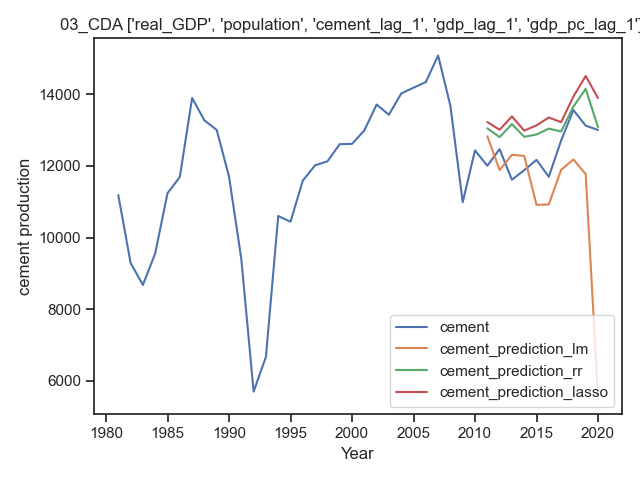 03_CDA ['real_GDP', 'population', 'cement_lag_1', 'gdp_lag_1', 'gdp_pc_lag_1']
14000
12000
10000
8000
6000
cement production
cement
cement_prediction_lm
cement_prediction_rr
cement_prediction_lasso
1980 1985 1990 1995 2000 2005 2010 2015 2020
Year